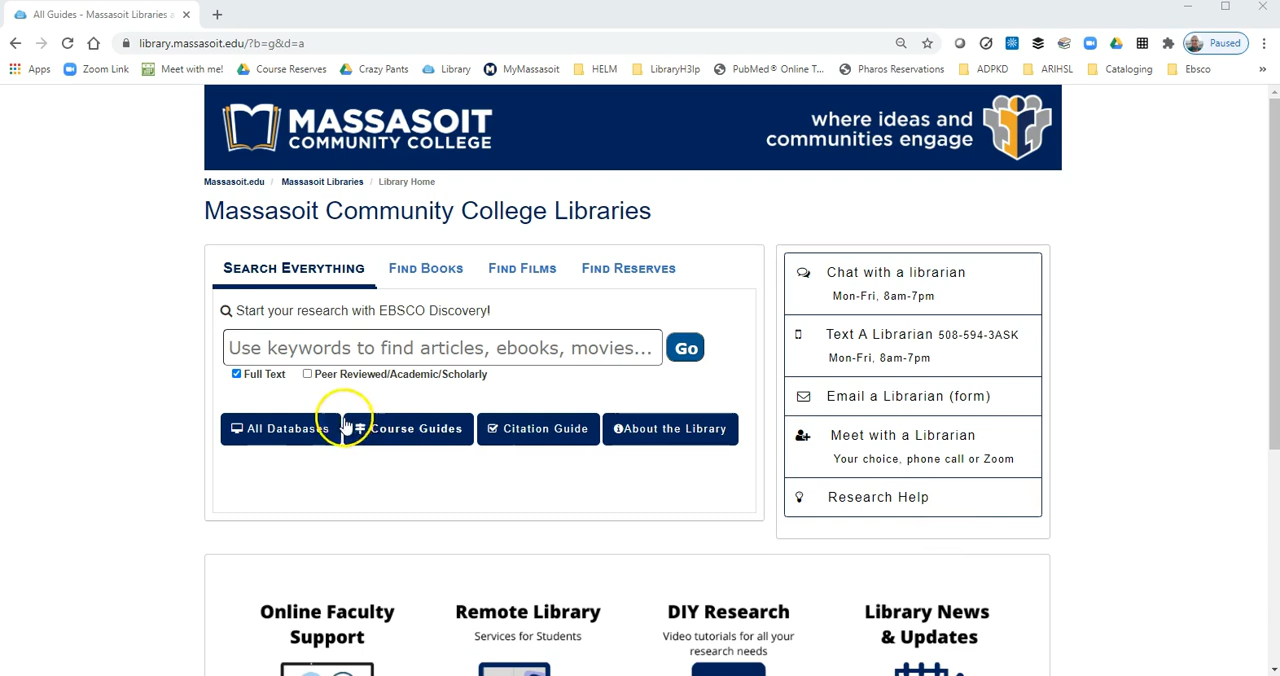 All Guides - Massasoit Libraries a
library.massasoit.edu/?b=g&d=a
Paused
Apps
Zoom Link
Meet with me!
Course Reserves
Crazy Pants
Library
MyMassasoit
HELM
LibraryH3lp
PubMed® Online T...
Pharos Reservations
ADPKD
ARIHSL
Cataloging
Ebsco
»
MASSASOIT
COMMUNITY COLLEGE
where ideas and
communities engage
Massasoit.edu / Massasoit Libraries / Library Home
Massasoit Community College Libraries
SEARCH EVERYTHING
FIND BOOKS
FIND FILMS
FIND RESERVES
Start your research with EBSCO Discovery!
Use keywords to find articles, ebooks, movies...
Go
Full Text
Peer Reviewed/Academic/Scholarly
All Databases
Course Guides
Citation Guide
About the Library
Chat with a librarian
Mon-Fri, 8am-7pm
Text A Librarian 508-594-3ASK
Mon-Fri, 8am-7pm
Email a Librarian (form)
Meet with a Librarian
Your choice, phone call or Zoom
Research Help
Online Faculty
Support
Remote Library
Services for Students
DIY Research
Video tutorials for all your
research needs
Library News
& Updates